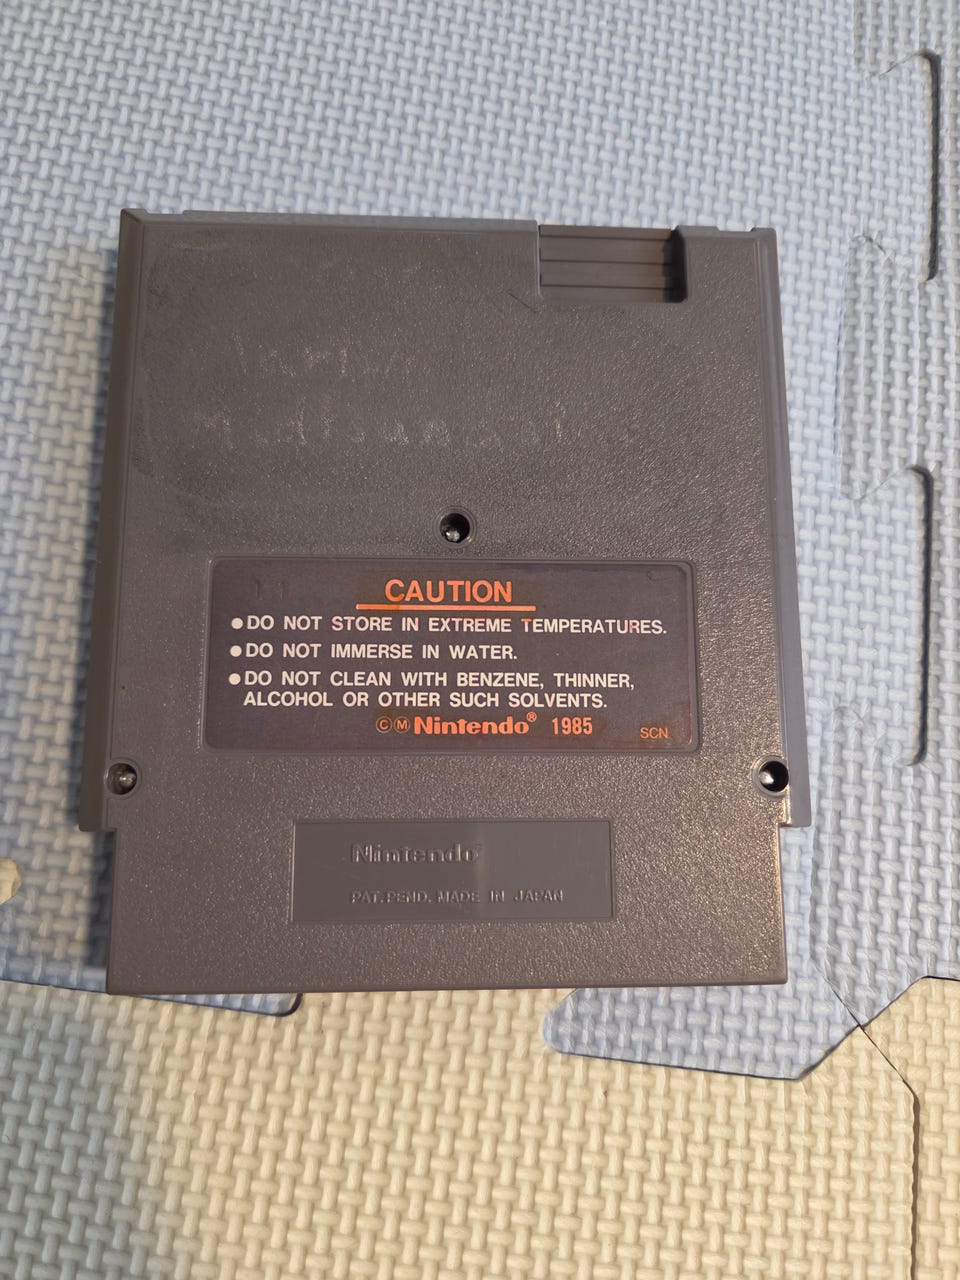 CAUTION
● DO NOT STORE IN EXTREME TEMPERATURES.
● DO NOT IMMERSE IN WATER.
● DO NOT CLEAN WITH BENZENE, THINNER,
ALCOHOL OR OTHER SUCH SOLVENTS.
©Ⓜ Nintendo® 1985
SCN
Nintendo®
PAT. PEND. MADE IN JAPAN